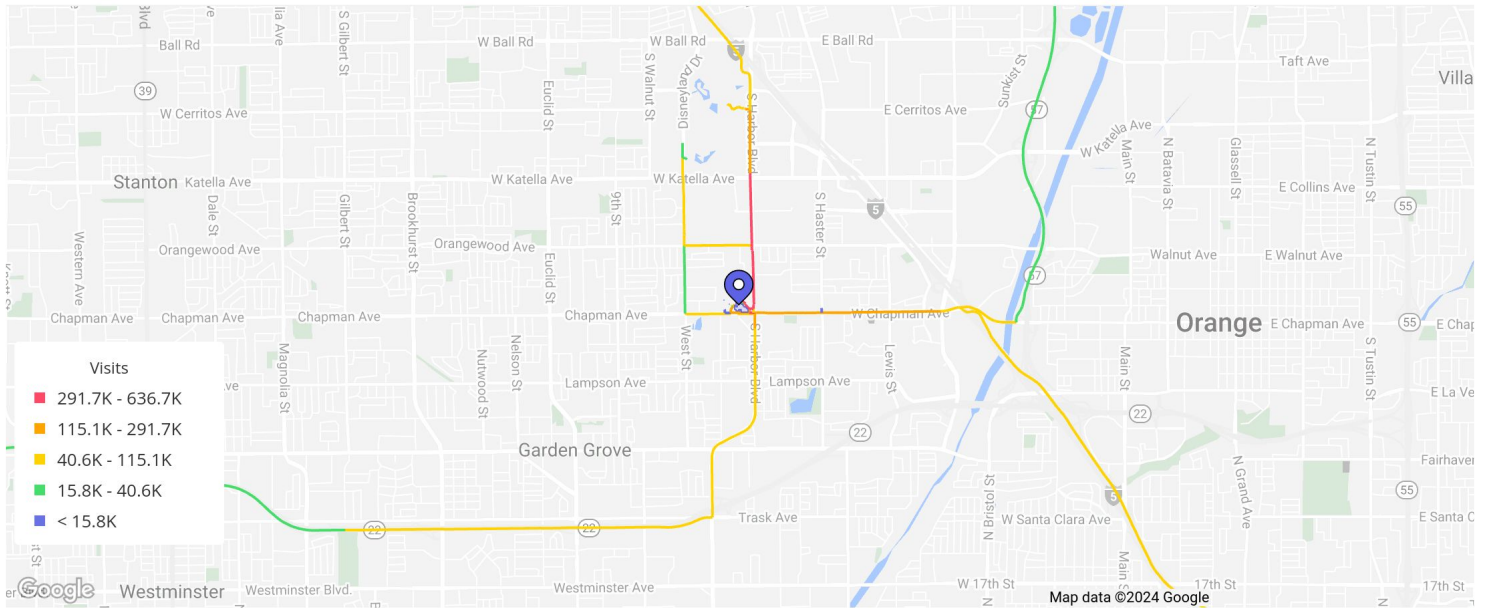 Ball Rd
Blvd
S Gilbert St
W Ball Rd
W Ball Rd
E Ball Rd
Taft Ave
Villa
39
W Cerritos Ave
Euclid St
S Walnut St
Disneyland Dr
S Harbor Blvd
E Cerritos Ave
Sunkist St
57
W Katella Ave
Main St
N Batavia St
Glassell St
N Tustin St
Stanton
Katella Ave
W Katella Ave
W Katella Ave
E Collins Ave
55
Dale St
Gilbert St
Brookhurst St
9th St
S Haster St
5
Western Ave
Orangewood Ave
Orangewood Ave
Euclid St
Walnut Ave
E Walnut Ave
57
Chapman Ave
Chapman Ave
Chapman Ave
W Chapman Ave
Orange
E Chapman Ave
55
E Chap
West St
S Harbor Blvd
Magnolia St
Nutwood St
Nelson St
Lewis St
Main St
S Tustin St
Visits
291.7K - 636.7K
115.1K - 291.7K
40.6K - 115.1K
15.8K - 40.6K
< 15.8K
ve
Lampson Ave
Lampson Ave
E La Ve
22
22
Garden Grove
Fairhaven
N Grand Ave
55
5
N Bristol St
22
22
Trask Ave
W Santa Clara Ave
E Santa C
Main S
Google
Westminster
Westminster Blvd.
Westminster Ave
W 17th St
17th St
17th St
Map data ©2024 Google